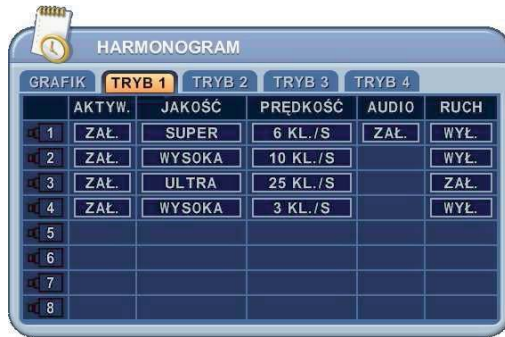 HARMONOGRAM
GRAFIK TRYB 1 TRYB 2 TRYB 3 TRYB 4
AKTYW. JAKOŚĆ PRĘDKOŚĆ AUDIO RUCH
1 ZAŁ. SUPER 6 KL./S ZAŁ. WYŁ.
2 ZAŁ. WYSOKA 10 KL./S WYŁ.
3 ZAŁ. ULTRA 25 KL./S ZAŁ.
4 ZAŁ. WYSOKA 3 KL./S WYŁ.
5
6
7
8